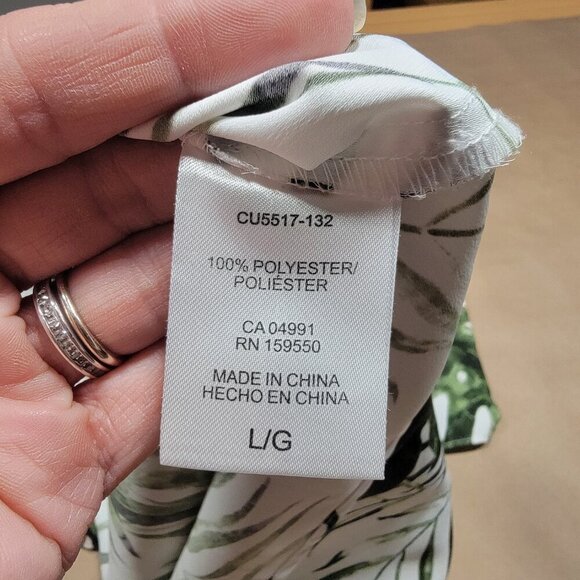 CU5517-132
100% POLYESTER/
POLIÉSTER
CA 04991
RN 159550
MADE IN CHINA
HECHO EN CHINA
L/G